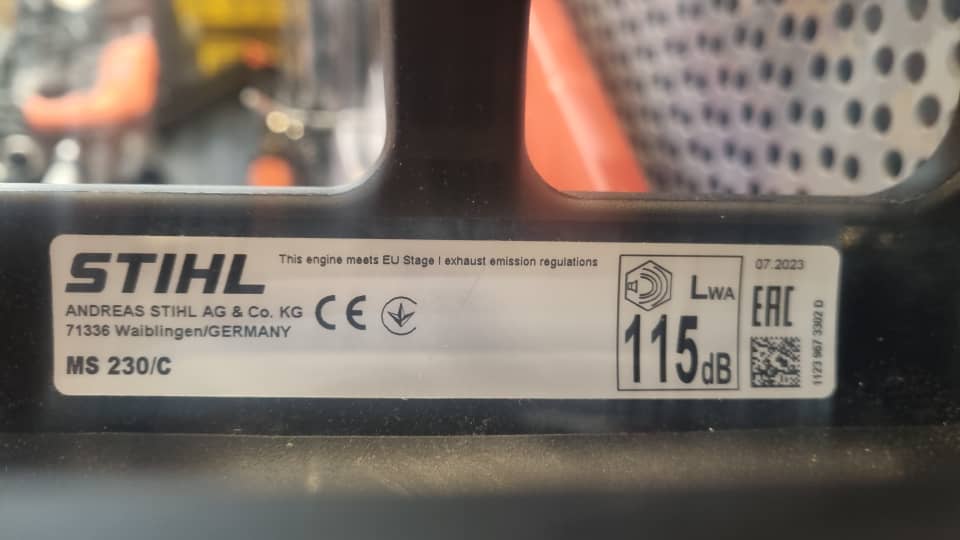 STIHL
This engine meets EU Stage I exhaust emission regulations
ANDREAS STIHL AG & Co. KG
71336 Waiblingen/GERMANY
CE
MS 230/C
LWA
115dB
07.2023
EAC
1123 967 3302 D